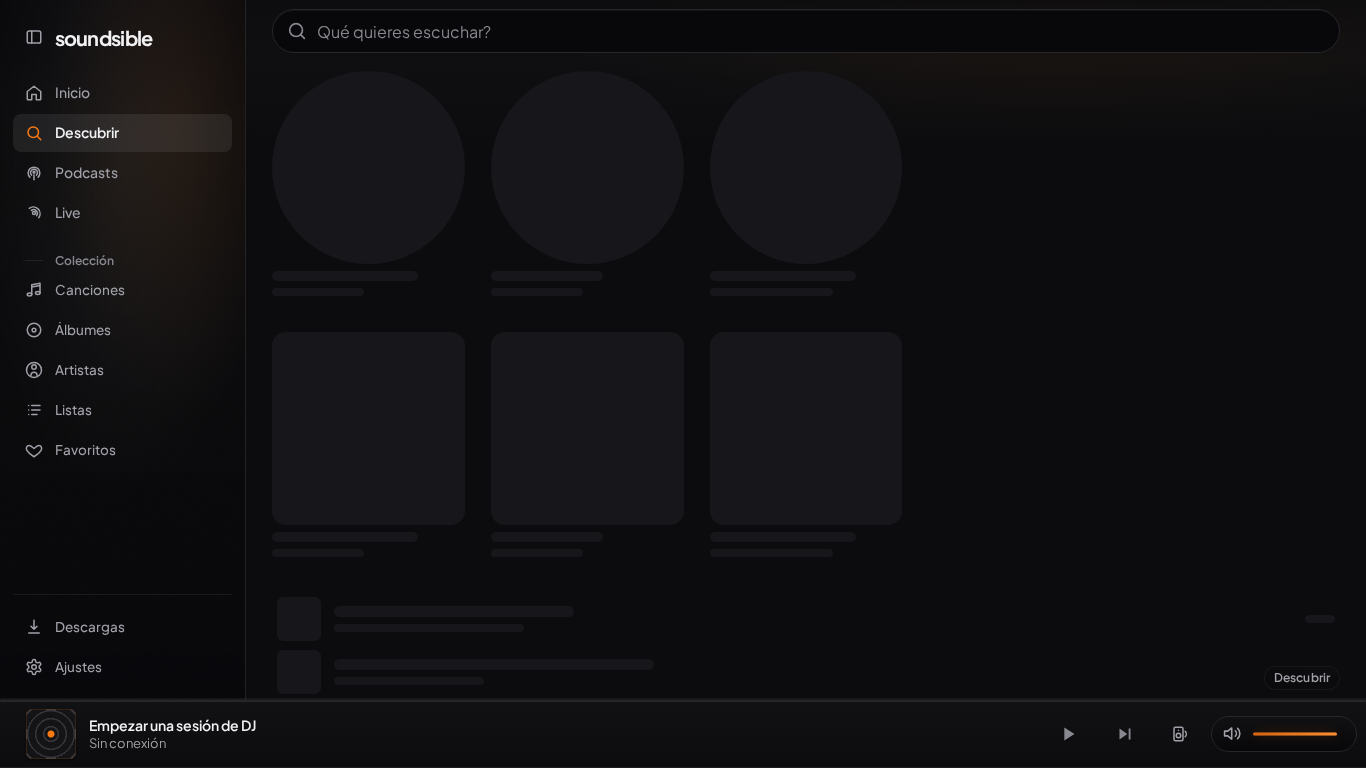 soundsible
Qué quieres escuchar?
Inicio
Descubrir
Podcasts
Live
Colección
Canciones
Álbumes
Artistas
Listas
Favoritos
Descargas
Ajustes
Descubrir
Empezar una sesión de DJ
Sin conexión